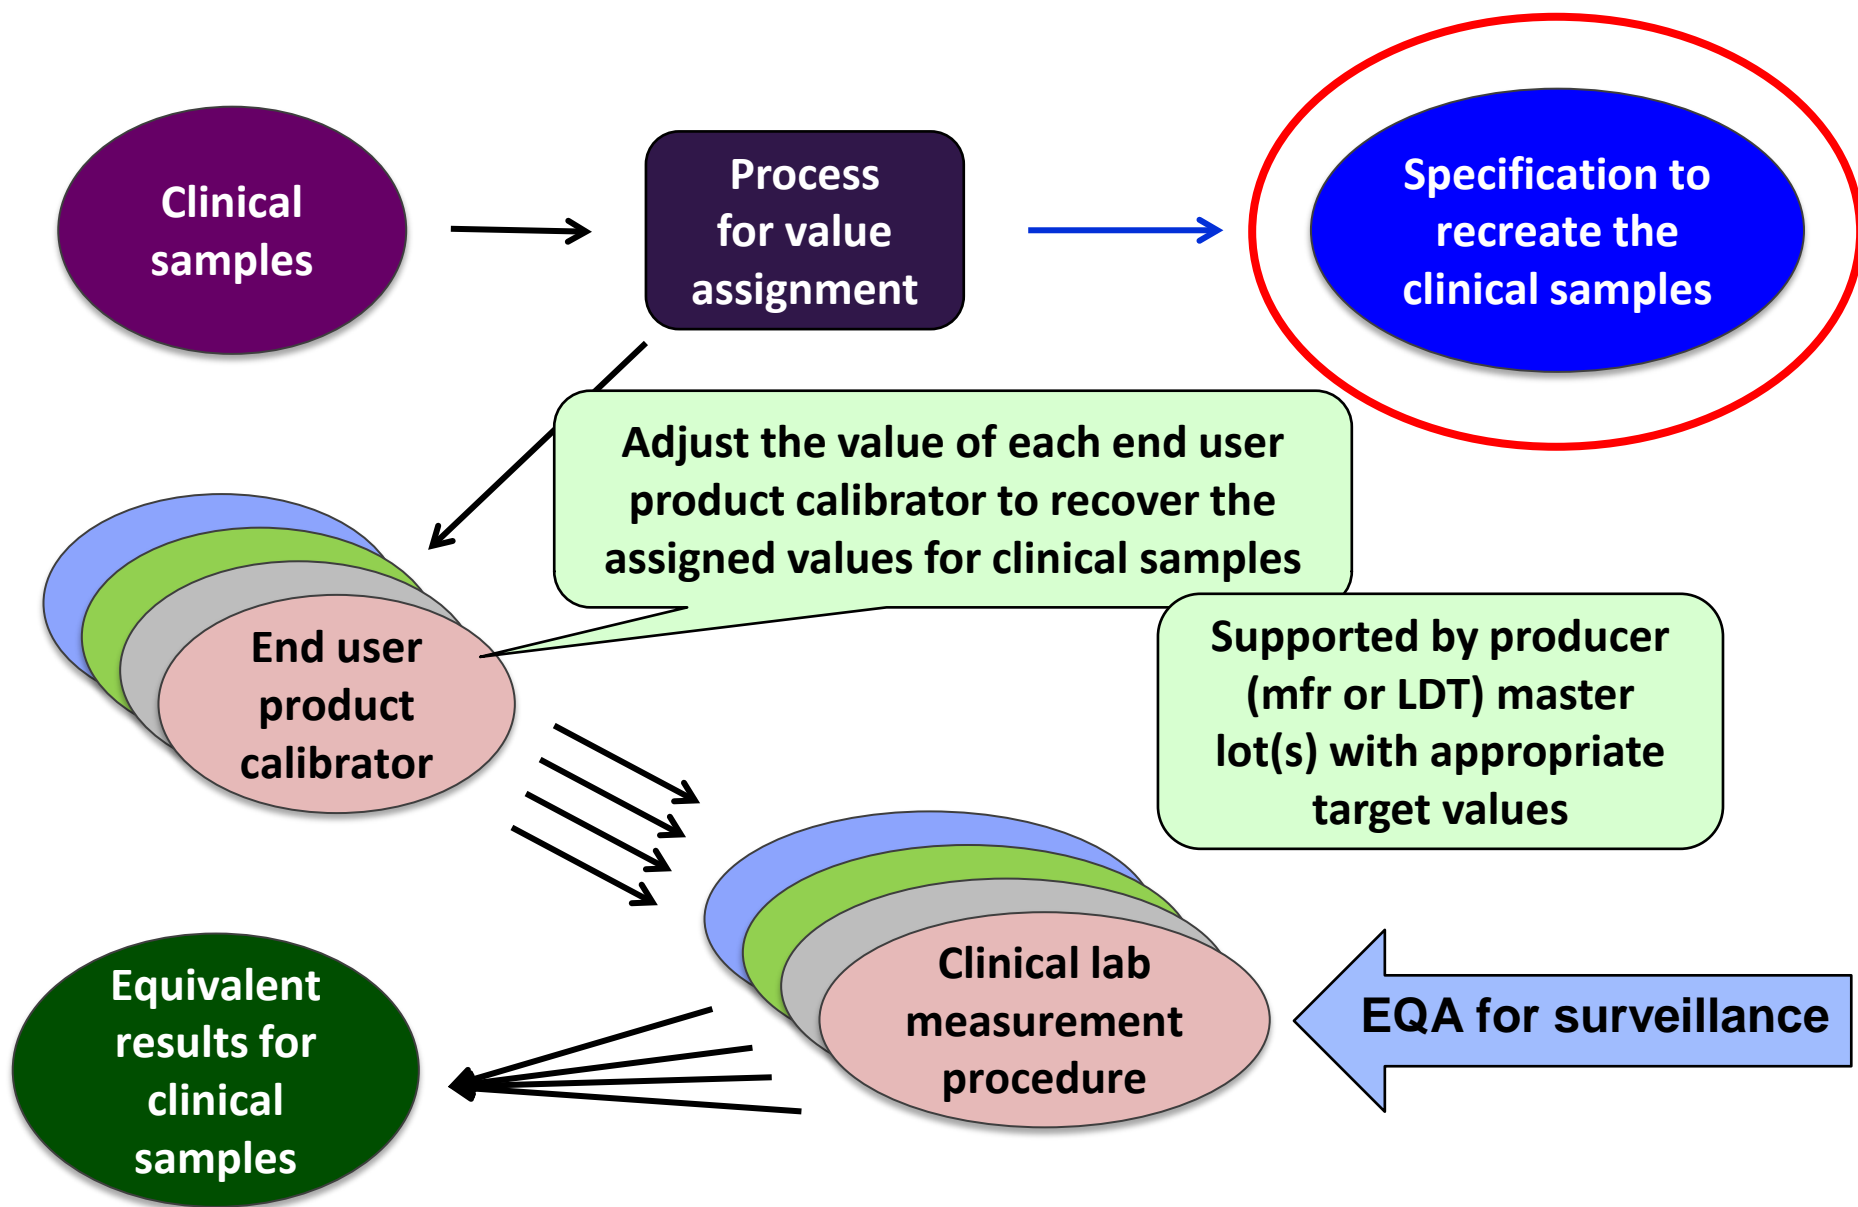 Clinical
samples
Process
for value
assignment
Specification to
recreate the
clinical samples
Adjust the value of each end user
product calibrator to recover the
assigned values for clinical samples
End user
product
calibrator
Supported by producer
(mfr or LDT) master
lot(s) with appropriate
target values
Clinical lab
measurement
procedure
EQA for surveillance
Equivalent
results for
clinical
samples